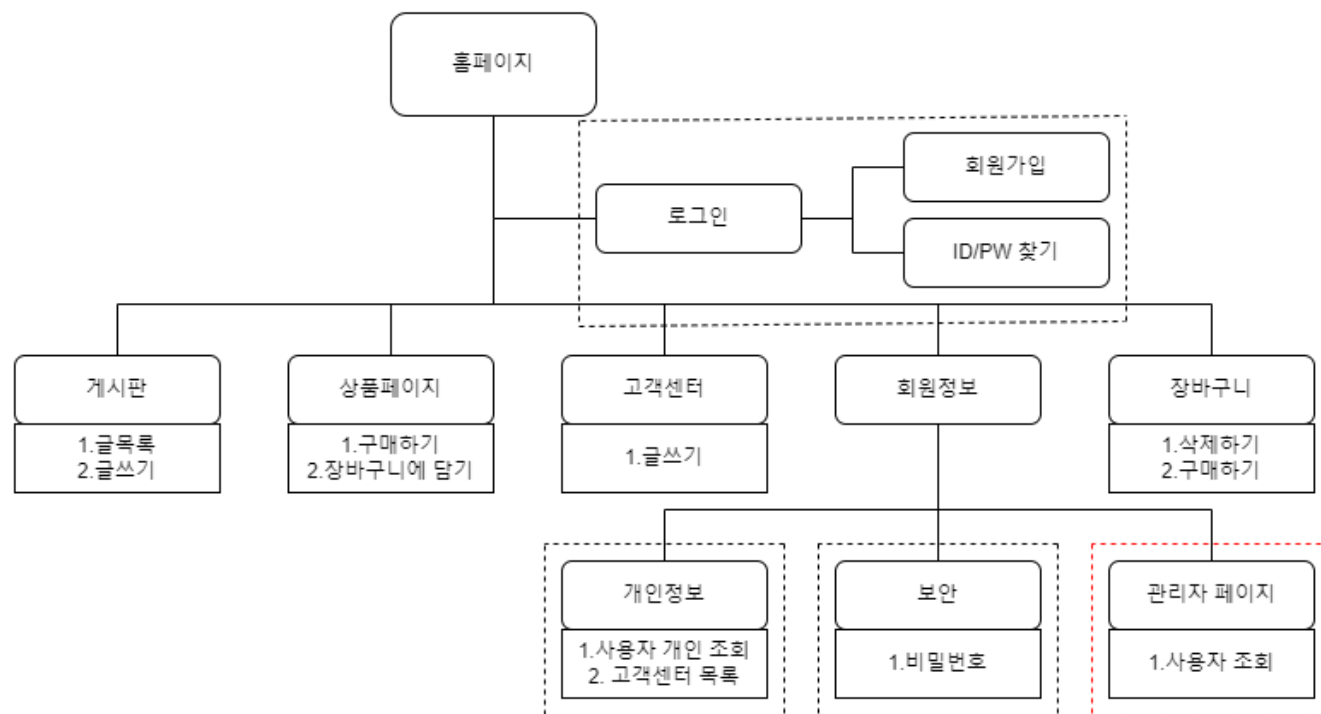 홈페이지
회원가입
로그인
ID/PW 찾기
게시판
상품페이지
고객센터
회원정보
장바구니
1.글목록
2.글쓰기
1.구매하기
2.장바구니에 담기
1.글쓰기
1.삭제하기
2.구매하기
개인정보
보안
관리자 페이지
1.사용자 개인 조회
2. 고객센터 목록
1.비밀번호
1.사용자 조회